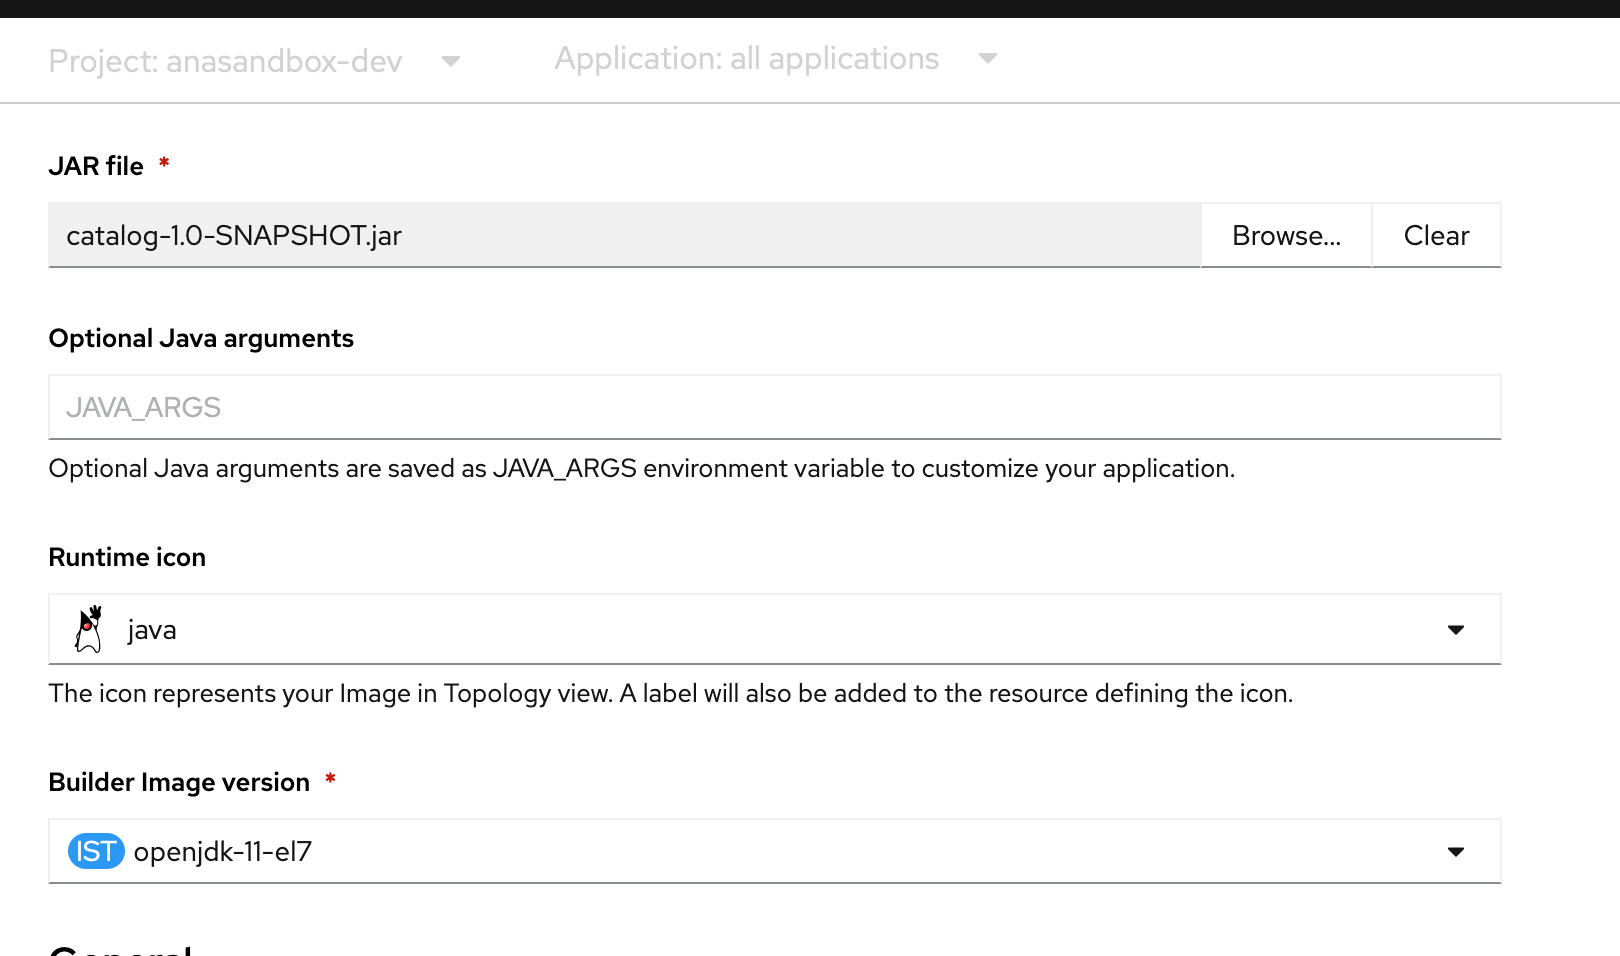 Project: anasandbox-dev Application: all applications
JAR file *
catalog-1.0-SNAPSHOT.jar Browse... Clear
Optional Java arguments
JAVA_ARGS
Optional Java arguments are saved as JAVA_ARGS environment variable to customize your application.
Runtime icon
java
The icon represents your Image in Topology view. A label will also be added to the resource defining the icon.
Builder Image version *
IST openjdk-11-el7
General